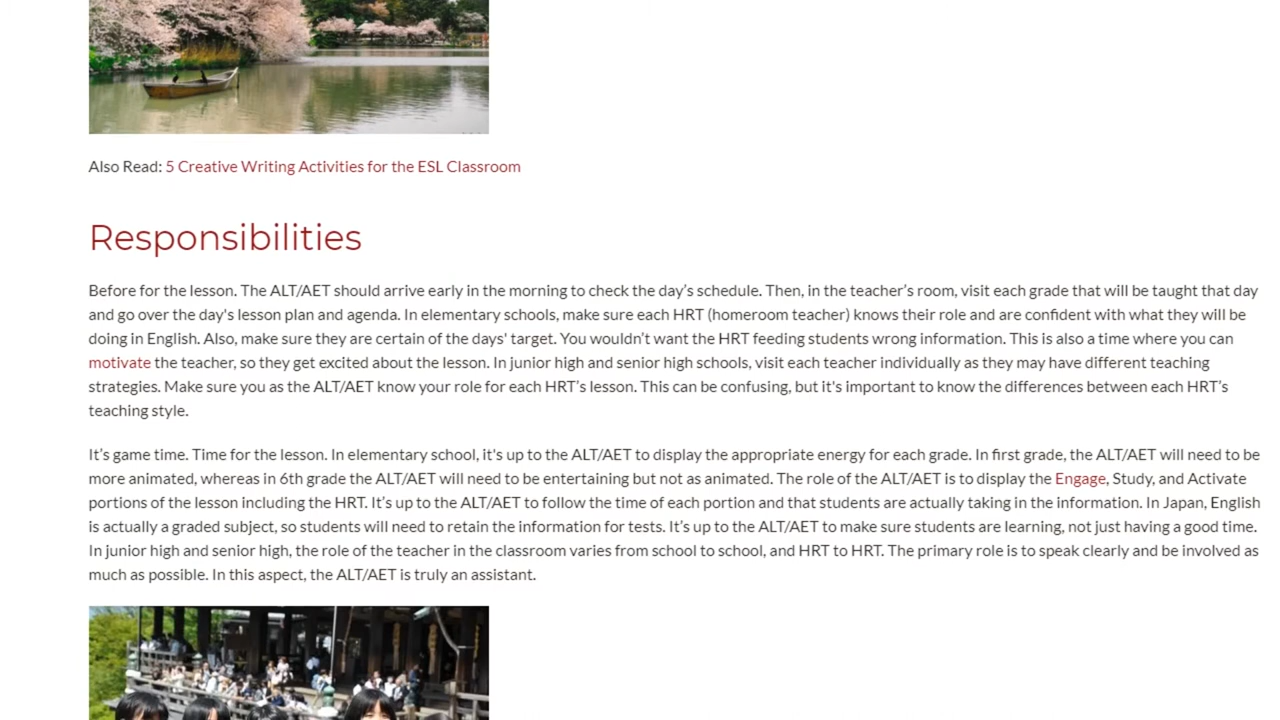 Also Read: 5 Creative Writing Activities for the ESL Classroom
Responsibilities
Before for the lesson. The ALT/AET should arrive early in the morning to check the day’s schedule. Then, in the teacher’s room, visit each grade that will be taught that day
and go over the day's lesson plan and agenda. In elementary schools, make sure each HRT (homeroom teacher) knows their role and are confident with what they will be
doing in English. Also, make sure they are certain of the days' target. You wouldn’t want the HRT feeding students wrong information. This is also a time where you can
motivate the teacher, so they get excited about the lesson. In junior high and senior high schools, visit each teacher individually as they may have different teaching
strategies. Make sure you as the ALT/AET know your role for each HRT’s lesson. This can be confusing, but it's important to know the differences between each HRT’s
teaching style.
It’s game time. Time for the lesson. In elementary school, it's up to the ALT/AET to display the appropriate energy for each grade. In first grade, the ALT/AET will need to be
more animated, whereas in 6th grade the ALT/AET will need to be entertaining but not as animated. The role of the ALT/AET is to display the Engage, Study, and Activate
portions of the lesson including the HRT. It’s up to the ALT/AET to follow the time of each portion and that students are actually taking in the information. In Japan, English
is actually a graded subject, so students will need to retain the information for tests. It’s up to the ALT/AET to make sure students are learning, not just having a good time.
In junior high and senior high, the role of the teacher in the classroom varies from school to school, and HRT to HRT. The primary role is to speak clearly and be involved as
much as possible. In this aspect, the ALT/AET is truly an assistant.